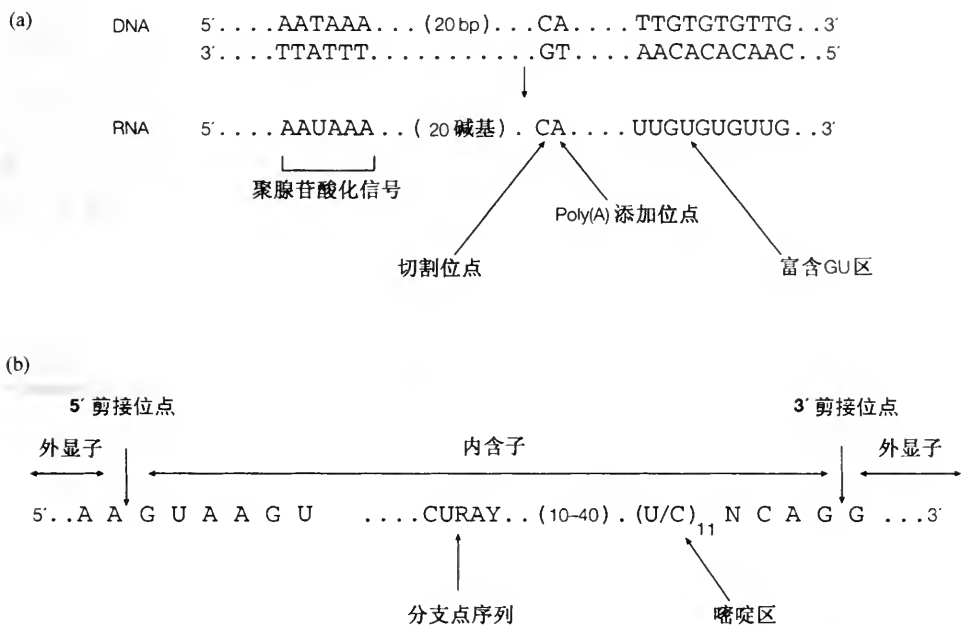 (a)
DNA 5´....AATAAA...(20 bp)...CA....TTGTGTGTTG...3´
3´....TTATTT...........GT....AACACACAAC...5´
RNA 5´....AAUAAA..(20 碱基).CA....UUGUGUGUUG...3´
聚腺苷酸化信号
Poly(A) 添加位点
切割位点
富含GU区
(b)
5´ 剪接位点 3´ 剪接位点
外显子 内含子 外显子
5´..A A G U A A G U ....CURAY..(10–40).(U/C)11 N C A G G ...3´
分支点序列 嘧啶区